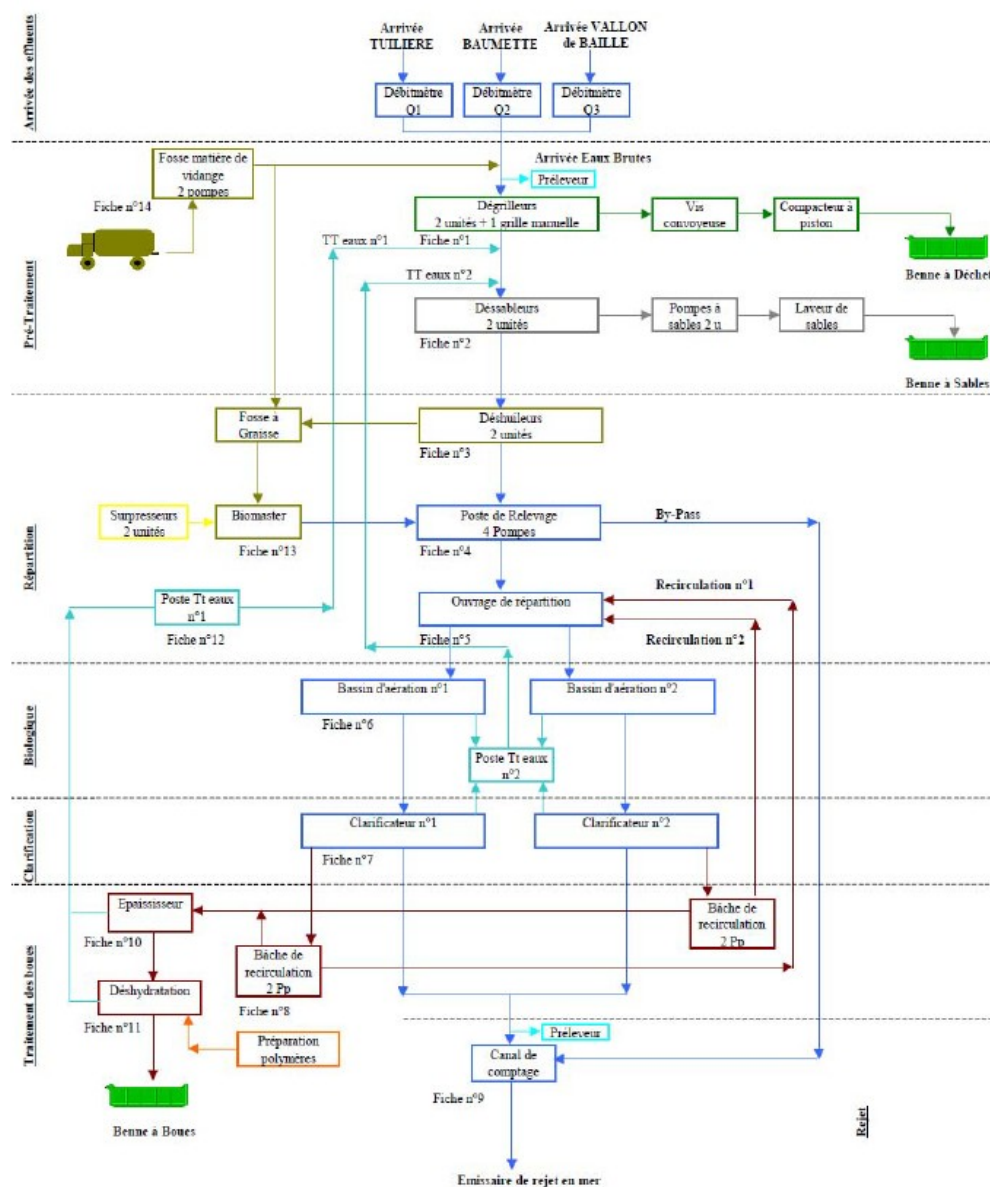 Arrivée des effluents
Arrivée
TUILIERE
Arrivée
BAUMETTE
Arrivée VALLON
de BAILLE
Débitmètre
Q1
Débitmètre
Q2
Débitmètre
Q3
Pré-Traitement
Fosse matière de
vidange
2 pompes
Fiche n°14
Arrivée Eaux Brutes
Préleveur
Dégrilleurs
2 unités + 1 grille manuelle
Fiche n°1
Vis
convoyeuse
Compacteur à
piston
Benne à Déchet
TT eaux n°1
TT eaux n°2
Déssableurs
2 unités
Fiche n°2
Pompes à
sables 2 u
Laveur de
sables
Benne à Sables
Répartition
Fosse à
Graisse
Déshuileurs
2 unités
Fiche n°3
Surpresseurs
2 unités
Biomaster
Fiche n°13
Poste de Relevage
4 Pompes
Fiche n°4
By-Pass
Poste Tt eaux
n°1
Fiche n°12
Ouvrage de répartition
Fiche n°5
Recirculation n°1
Recirculation n°2
Biologique
Bassin d'aération n°1
Fiche n°6
Bassin d'aération n°2
Poste Tt eaux
n°2
Clarification
Clarificateur n°1
Fiche n°7
Clarificateur n°2
Traitement des boues
Epaississeur
Fiche n°10
Bâche de
recirculation
2 Pp
Fiche n°8
Bâche de
recirculation
2 Pp
Déshydratation
Fiche n°11
Préparation
polymères
Benne à Boues
Préleveur
Canal de
comptage
Fiche n°9
Rejet
Emissaire de rejet en mer